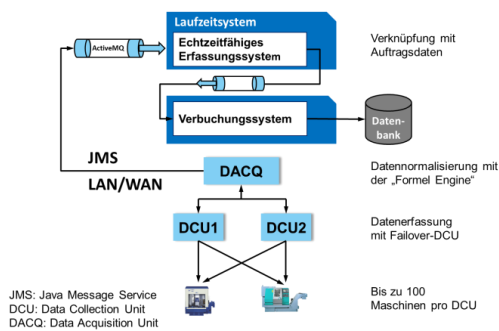 Laufzeitsystem
ActiveMQ
Echtzeitfähiges
Erfassungssystem
Verknüpfung mit
Auftragsdaten
Verbuchungssystem
Daten-
bank
JMS
LAN/WAN
DACQ
Datennormalisierung mit
der „Formel Engine“
DCU1
DCU2
Datenerfassung
mit Failover-DCU
JMS: Java Message Service
DCU: Data Collection Unit
DACQ: Data Acquisition Unit
Bis zu 100
Maschinen pro DCU